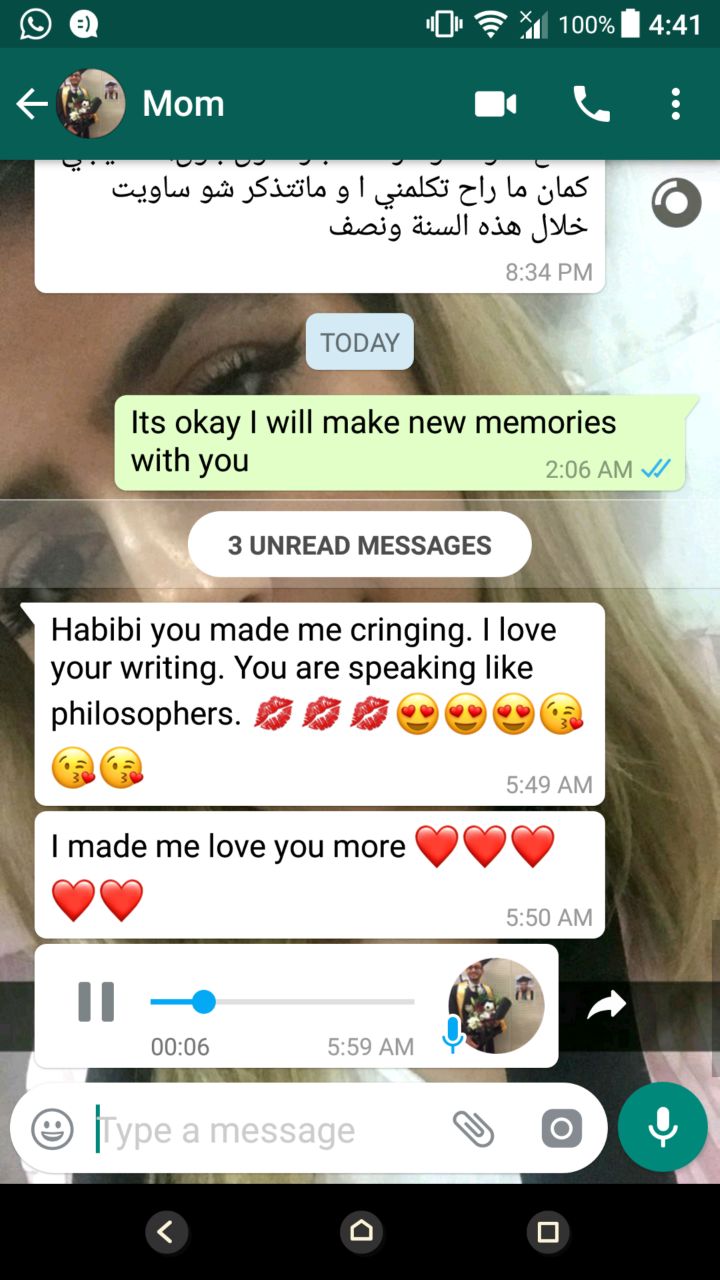 100% 4:41
Mom
كمان ما راح تكلمني ا و ماتتذكر شو ساويت
خلال هذه السنة ونصف
8:34 PM
TODAY
Its okay I will make new memories
with you
2:06 AM
3 UNREAD MESSAGES
Habibi you made me cringing. I love
your writing. You are speaking like
philosophers. 💋💋💋😍😍😍😘
😘😘
5:49 AM
I made me love you more ❤️❤️❤️
❤️❤️
5:50 AM
00:06 5:59 AM
Type a message